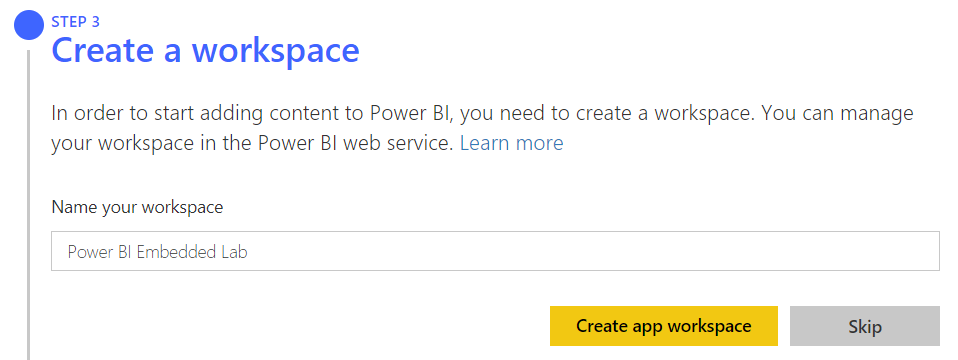 STEP 3
Create a workspace
In order to start adding content to Power BI, you need to create a workspace. You can manage
your workspace in the Power BI web service. Learn more
Name your workspace
Power BI Embedded Lab
Create app workspace
Skip